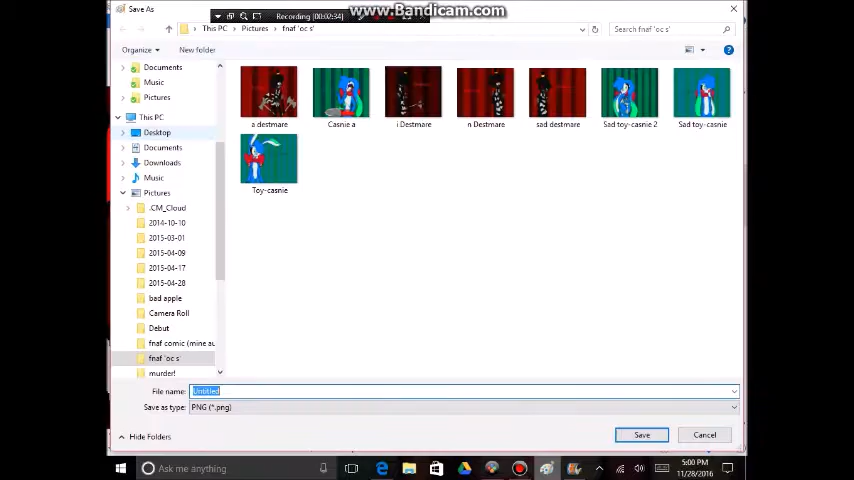 www.Bandicam.com
Save As
Recording [00:02:34]
This PC > Pictures > fnaf 'oc s'
Search fnaf 'oc s'
Organize
New folder
Documents
Music
Pictures
This PC
Desktop
Documents
Downloads
Music
Pictures
.CM_Cloud
2014-10-10
2015-03-01
2015-04-09
2015-04-17
2015-04-28
bad apple
Camera Roll
Debut
fnaf comic (mine au
fnaf 'oc s'
murder!
a destmare
Casnie a
i Destmare
n Destmare
sad destmare
Sad toy-casnie 2
Sad toy-casnie
Toy-casnie
File name: Untitled
Save as type: PNG (*.png)
Hide Folders
Save
Cancel
Ask me anything
5:00 PM
11/28/2016